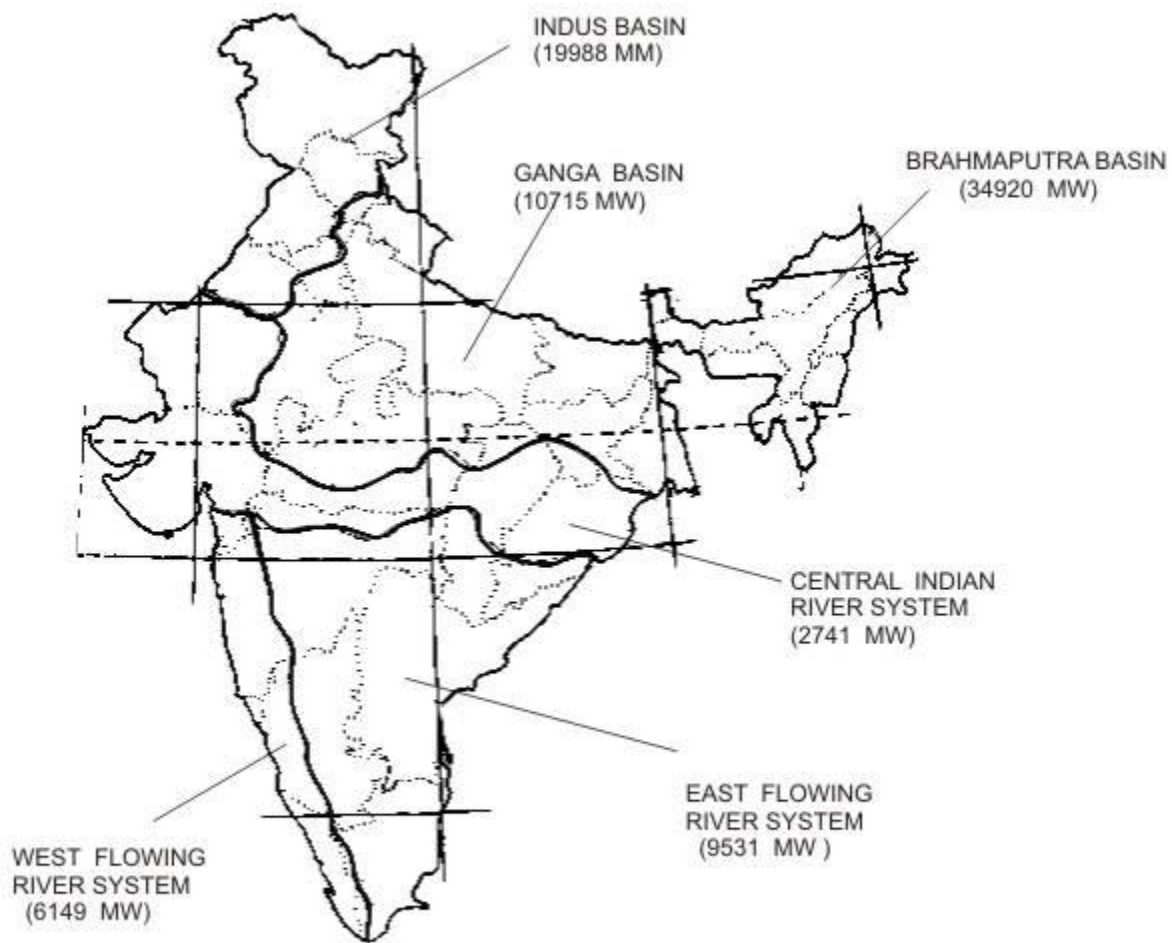 INDUS BASIN
(19988 MM)
GANGA BASIN
(10715 MW)
BRAHMAPUTRA BASIN
(34920 MW)
CENTRAL INDIAN
RIVER SYSTEM
(2741 MW)
EAST FLOWING
RIVER SYSTEM
(9531 MW )
WEST FLOWING
RIVER SYSTEM
(6149 MW)